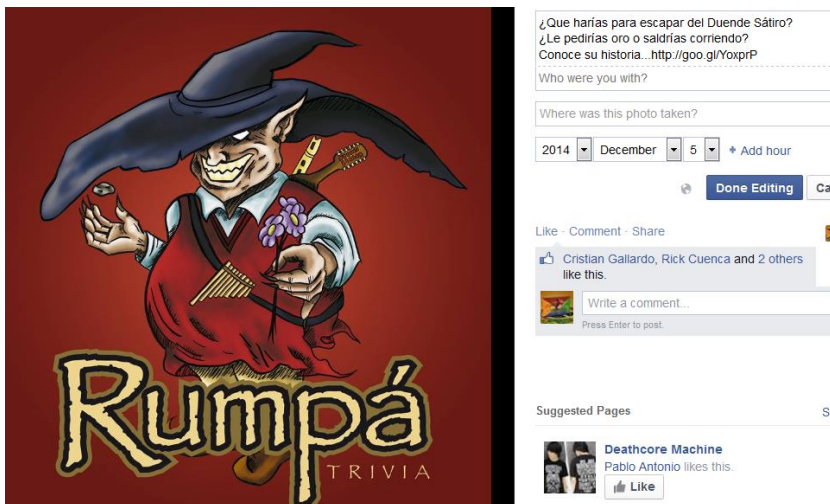 Rumpá
TRIVIA
¿Que harías para escapar del Duende Sátiro?
¿Le pedirías oro o saldrías corriendo?
Conoce su historia...http://goo.gl/YoxprP
Who were you with?
Where was this photo taken?
2014 December 5 + Add hour
Done Editing Ca
Like · Comment · Share
Cristian Gallardo, Rick Cuenca and 2 others
like this.
Write a comment...
Press Enter to post.
Suggested Pages S
Deathcore Machine
Pablo Antonio likes this.
Like